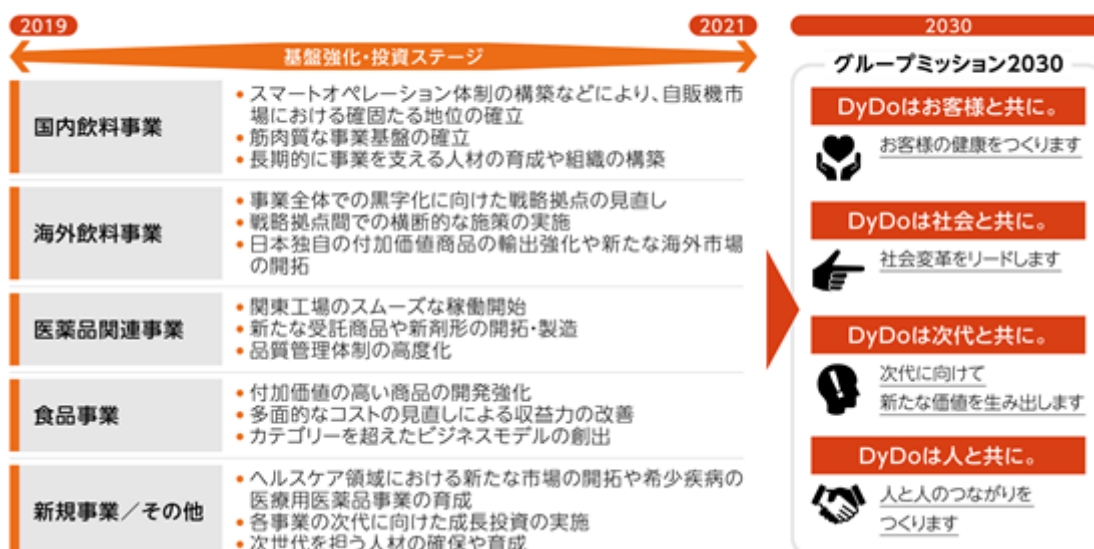 2019
2021
基盤強化・投資ステージ
国内飲料事業
• スマートオペレーション体制の構築などにより、自販機市
場における確固たる地位の確立
• 筋肉質な事業基盤の確立
• 長期的に事業を支える人材の育成や組織の構築
海外飲料事業
• 事業全体での黒字化に向けた戦略拠点の見直し
• 戦略拠点間での横断的な施策の実施
• 日本独自の付加価値商品の輸出強化や新たな海外市場
の開拓
医薬品関連事業
• 関東工場のスムーズな稼働開始
• 新たな受託商品や新剤形の開拓・製造
• 品質管理体制の高度化
食品事業
• 付加価値の高い商品の開発強化
• 多面的なコストの見直しによる収益力の改善
• カテゴリーを超えたビジネスモデルの創出
新規事業／その他
• ヘルスケア領域における新たな市場の開拓や希少疾病の
医療用医薬品事業の育成
• 各事業の次代に向けた成長投資の実施
• 次世代を担う人材の確保や育成
2030
グループミッション2030
DyDoはお客様と共に。
お客様の健康をつくります
DyDoは社会と共に。
社会変革をリードします
DyDoは次代と共に。
次代に向けて
新たな価値を生み出します
DyDoは人と共に。
人と人のつながりを
つくります